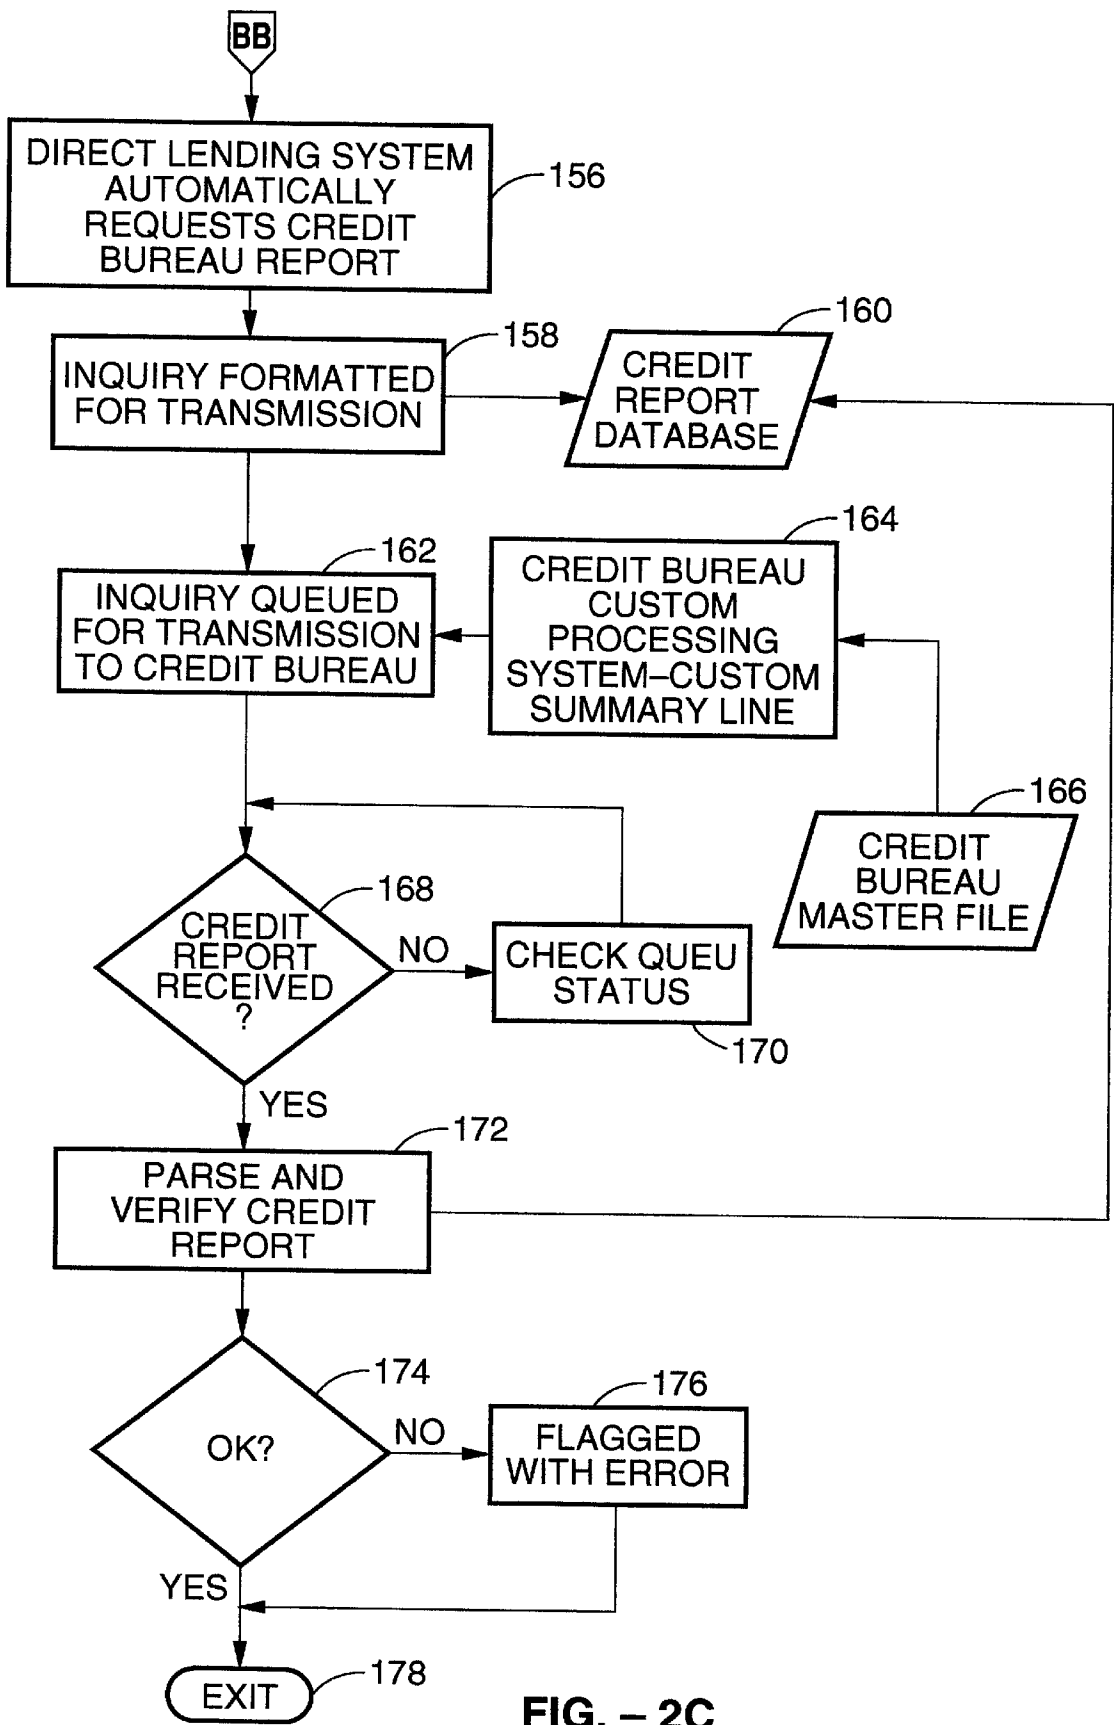 BB
DIRECT LENDING SYSTEM
AUTOMATICALLY
REQUESTS CREDIT
BUREAU REPORT
156
158
INQUIRY FORMATTED
FOR TRANSMISSION
160
CREDIT
REPORT
DATABASE
162
INQUIRY QUEUED
FOR TRANSMISSION
TO CREDIT BUREAU
164
CREDIT BUREAU
CUSTOM
PROCESSING
SYSTEM–CUSTOM
SUMMARY LINE
166
CREDIT
BUREAU
MASTER FILE
168
CREDIT
REPORT
RECEIVED
?
NO
CHECK QUEU
STATUS
170
YES
172
PARSE AND
VERIFY CREDIT
REPORT
174
OK?
NO
176
FLAGGED
WITH ERROR
YES
EXIT
178
FIG. – 2C